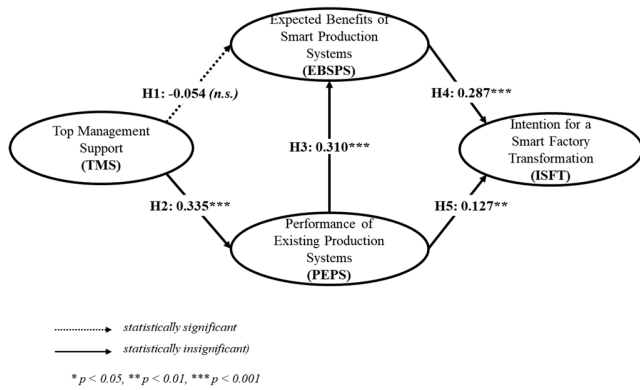 Expected Benefits of
Smart Production
Systems
(EBSPS)
H1: -0.054 (n.s.)
H4: 0.287***
Top Management
Support
(TMS)
H3: 0.310***
Intention for a
Smart Factory
Transformation
(ISFT)
H2: 0.335***
H5: 0.127**
Performance of
Existing Production
Systems
(PEPS)
statistically significant
statistically insignificant)
* p < 0.05, ** p < 0.01, *** p < 0.001